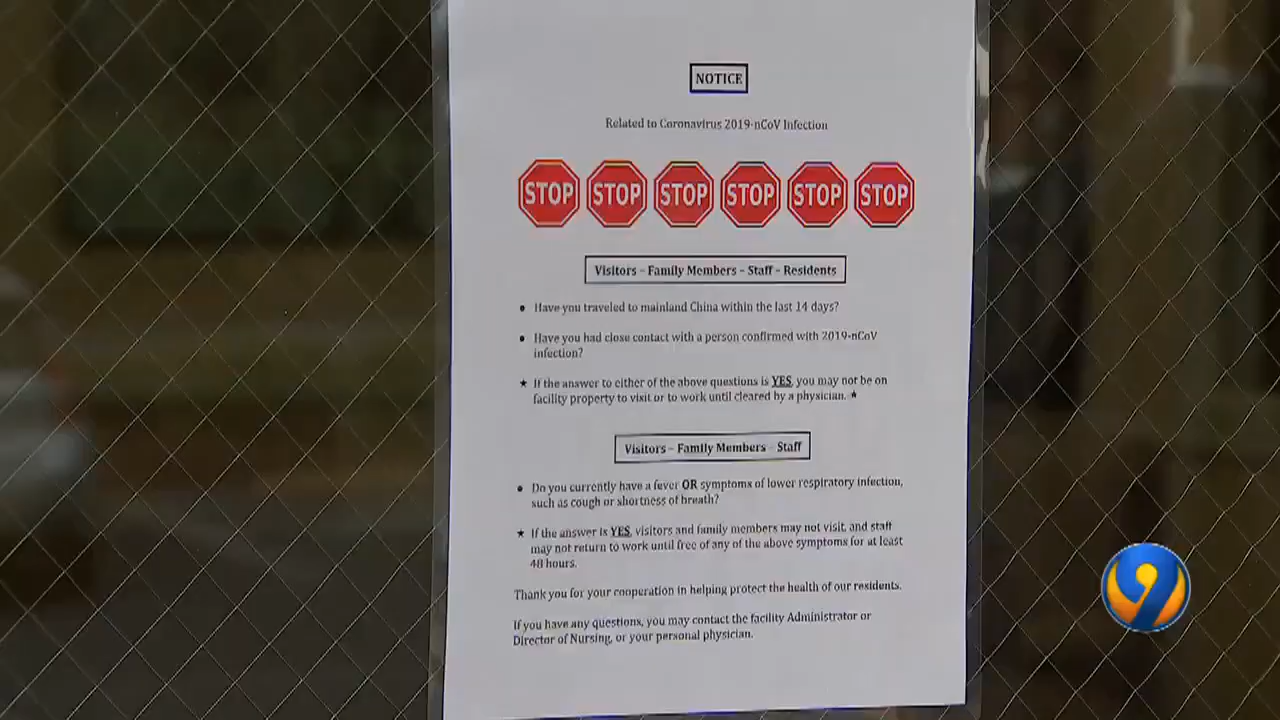 NOTICE
Related to Coronavirus 2019-nCoV Infection
STOP STOP STOP STOP STOP STOP
Visitors – Family Members – Staff – Residents
• Have you traveled to mainland China within the last 14 days?
• Have you had close contact with a person confirmed with 2019-nCoV
infection?
★ If the answer to either of the above questions is YES, you may not be on
facility property to visit or to work until cleared by a physician. ★
Visitors – Family Members – Staff
• Do you currently have a fever OR symptoms of lower respiratory infection,
such as cough or shortness of breath?
★ If the answer is YES, visitors and family members may not visit, and staff
may not return to work until free of any of the above symptoms for at least
48 hours.
Thank you for your cooperation in helping protect the health of our residents.
If you have any questions, you may contact the facility Administrator or
Director of Nursing, or your personal physician.
9